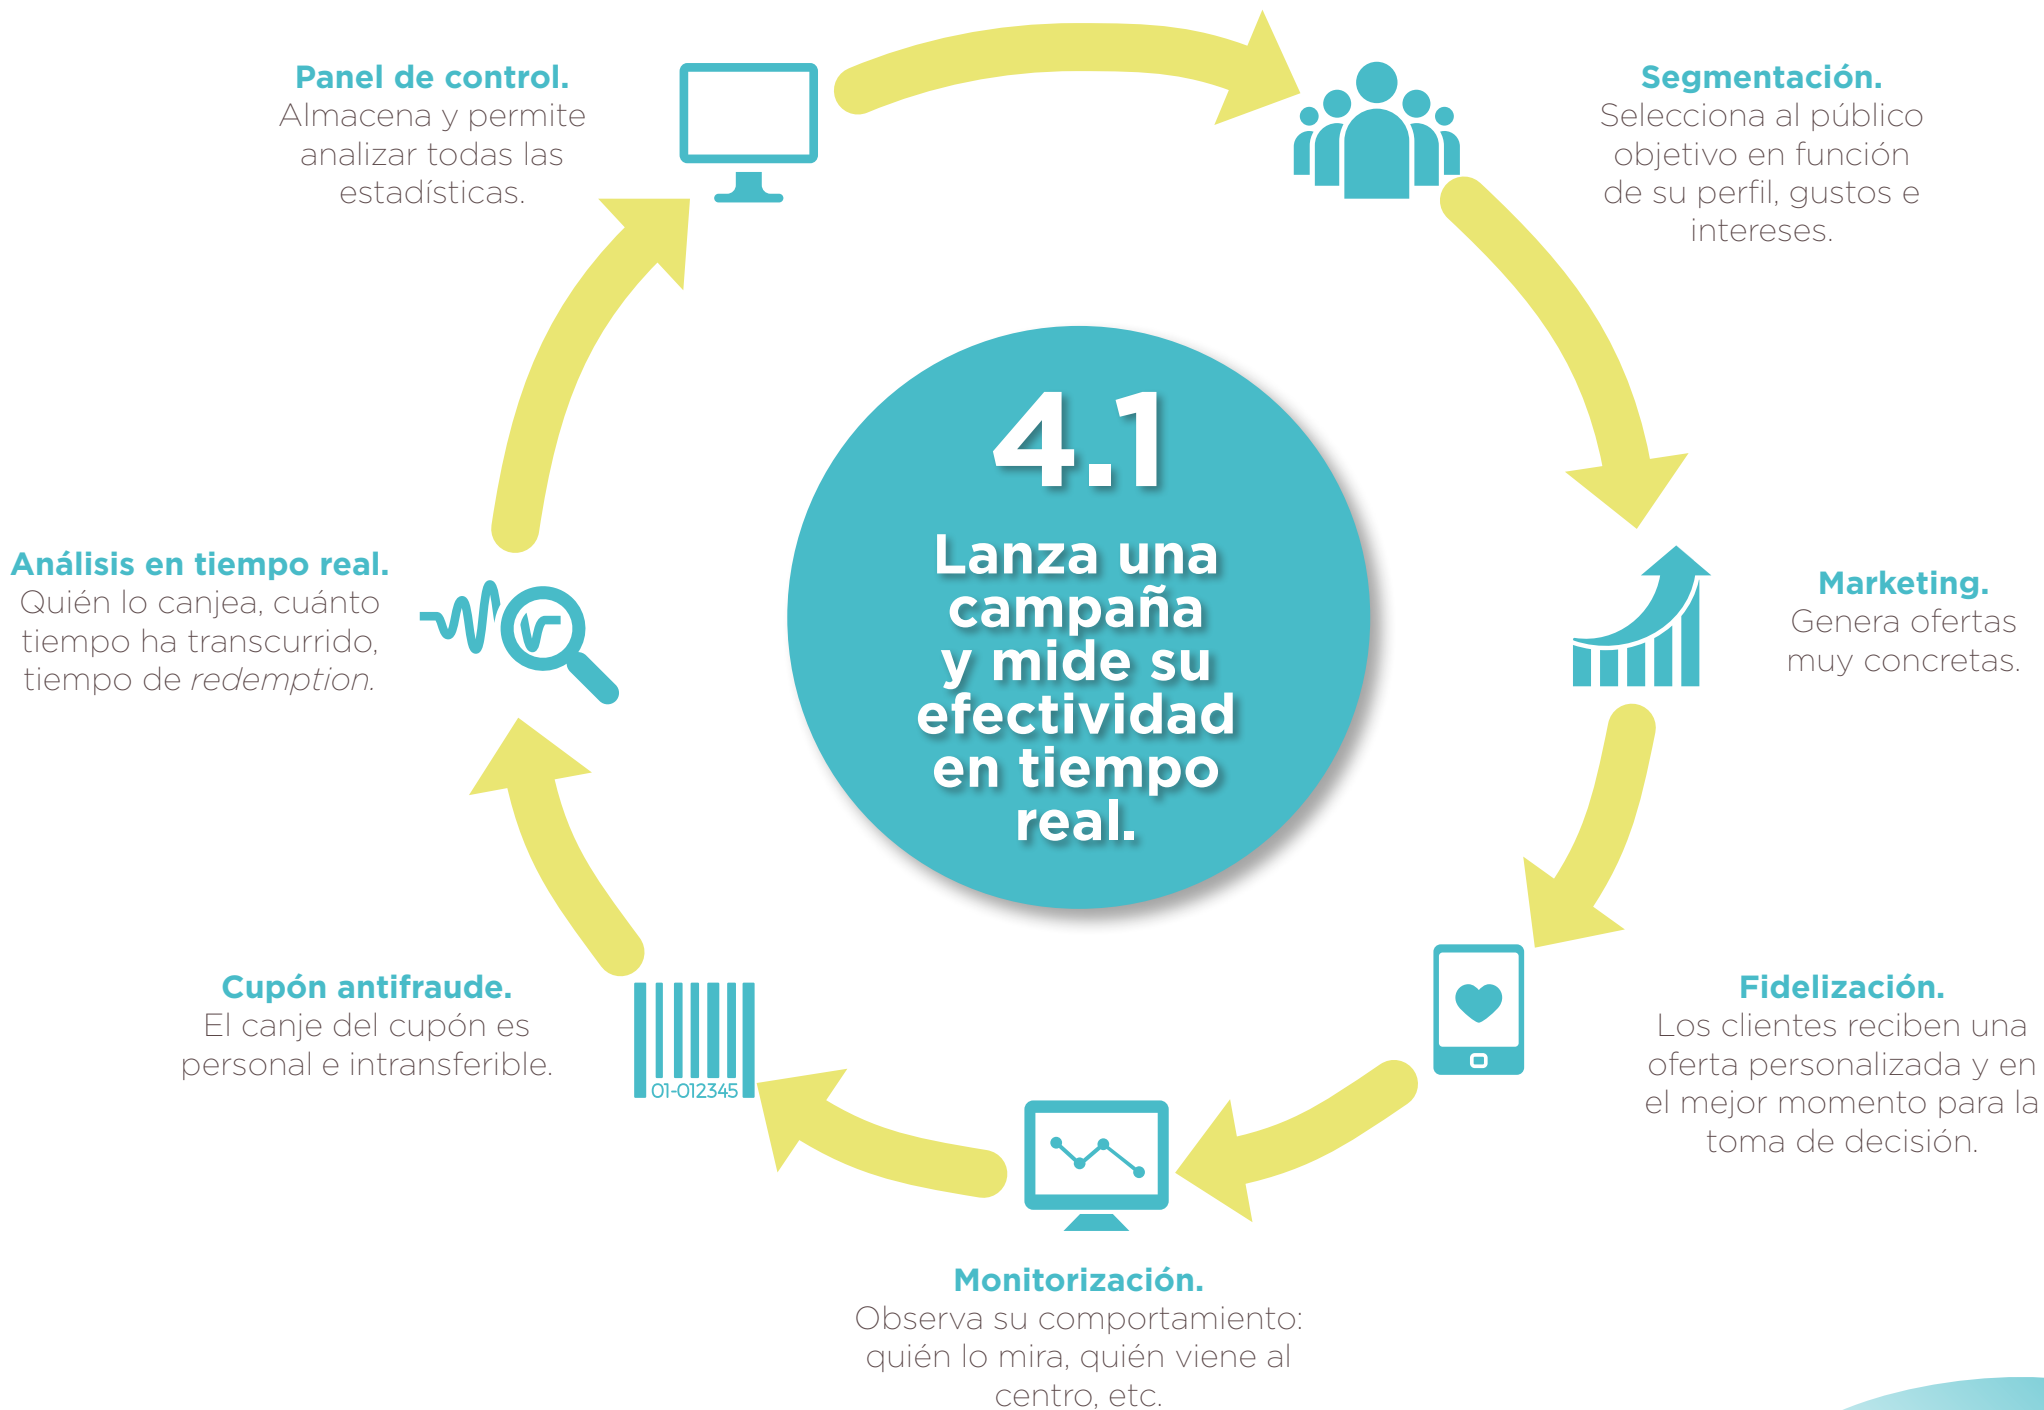 Panel de control.
Almacena y permite
analizar todas las
estadísticas.
Segmentación.
Selecciona al público
objetivo en función
de su perfil, gustos e
intereses.
4.1
Lanza una
campaña
y mide su
efectividad
en tiempo
real.
Análisis en tiempo real.
Quién lo canjea, cuánto
tiempo ha transcurrido,
tiempo de redemption.
Marketing.
Genera ofertas
muy concretas.
Cupón antifraude.
El canje del cupón es
personal e intransferible.
01-012345
Fidelización.
Los clientes reciben una
oferta personalizada y en
el mejor momento para la
toma de decisión.
Monitorización.
Observa su comportamiento:
quién lo mira, quién viene al
centro, etc.